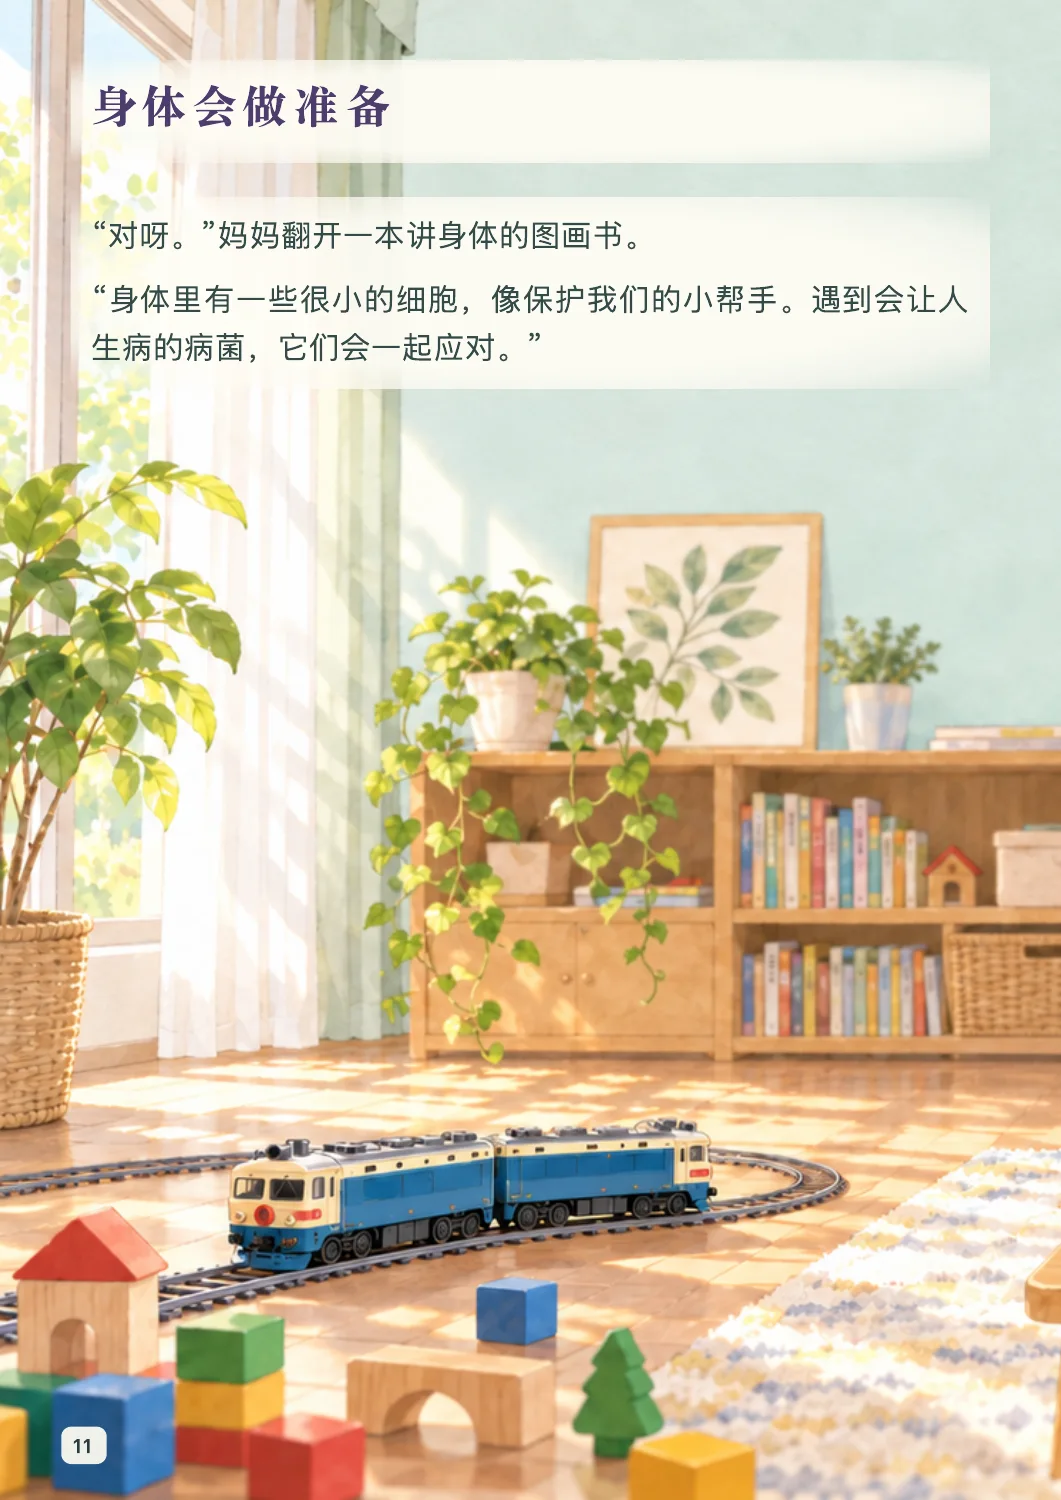 身体会做准备
“对呀。”妈妈翻开一本讲身体的图画书。
“身体里有一些很小的细胞，像保护我们的小帮手。遇到会让人
生病的病菌，它们会一起应对。”
11